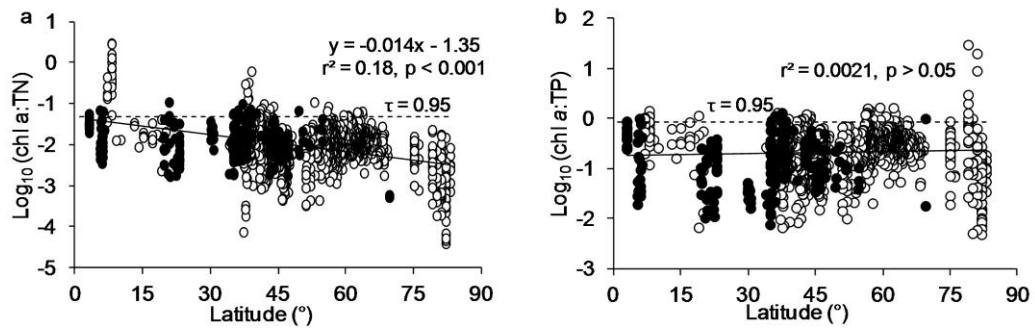 a
1
0
-1
-2
-3
-4
-5
Log10 (chl a:TN)
y = -0.014x - 1.35
r² = 0.18, p < 0.001
τ = 0.95
0 15 30 45 60 75 90
Latitude (°)
b
2
1
0
-1
-2
-3
Log10 (chl a:TP)
r² = 0.0021, p > 0.05
τ = 0.95
0 15 30 45 60 75 90
Latitude (°)